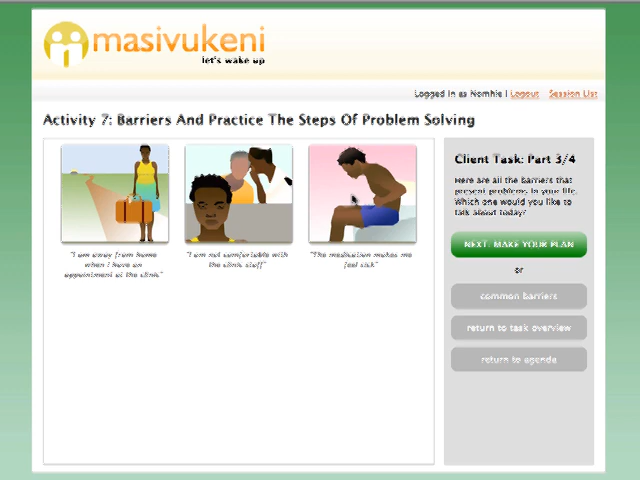 masivukeni
let's wake up
Logged in as Nomhle | Logout Session List
Activity 7: Barriers And Practice The Steps Of Problem Solving
"I am away from home
when I have an
appointment at the clinic"
"I am not comfortable with
the clinic staff"
"The medication makes me
feel sick"
Client Task: Part 3/4
Here are all the barriers that
present problems in your life.
Which one would you like to
talk about today?
NEXT: MAKE YOUR PLAN
or
common barriers
return to task overview
return to agenda